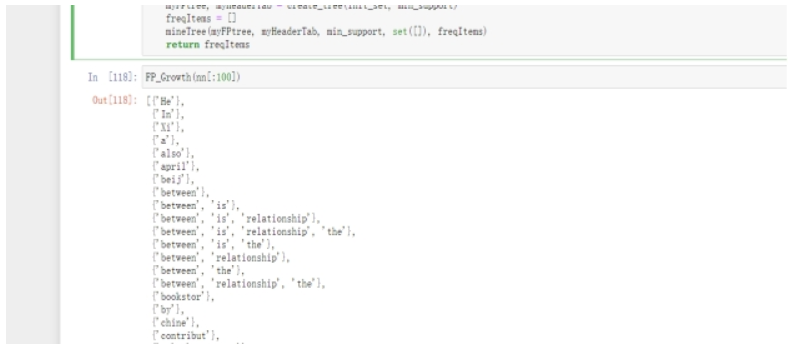 myFPtree, myHeaderTab = create_tree(init_set, min_support)
freqItems = []
mineTree(myFPtree, myHeaderTab, min_support, set([]), freqItems)
return freqItems
In [118]: FP_Growth(nn[:100])
Out[118]: [{'He'},
{'In'},
{'Xi'},
{'a'},
{'also'},
{'april'},
{'beij'},
{'between'},
{'between', 'is'},
{'between', 'is', 'relationship'},
{'between', 'is', 'relationship', 'the'},
{'between', 'is', 'the'},
{'between', 'relationship'},
{'between', 'the'},
{'between', 'relationship', 'the'},
{'bookstor'},
{'by'},
{'chine'},
{'contribut'},